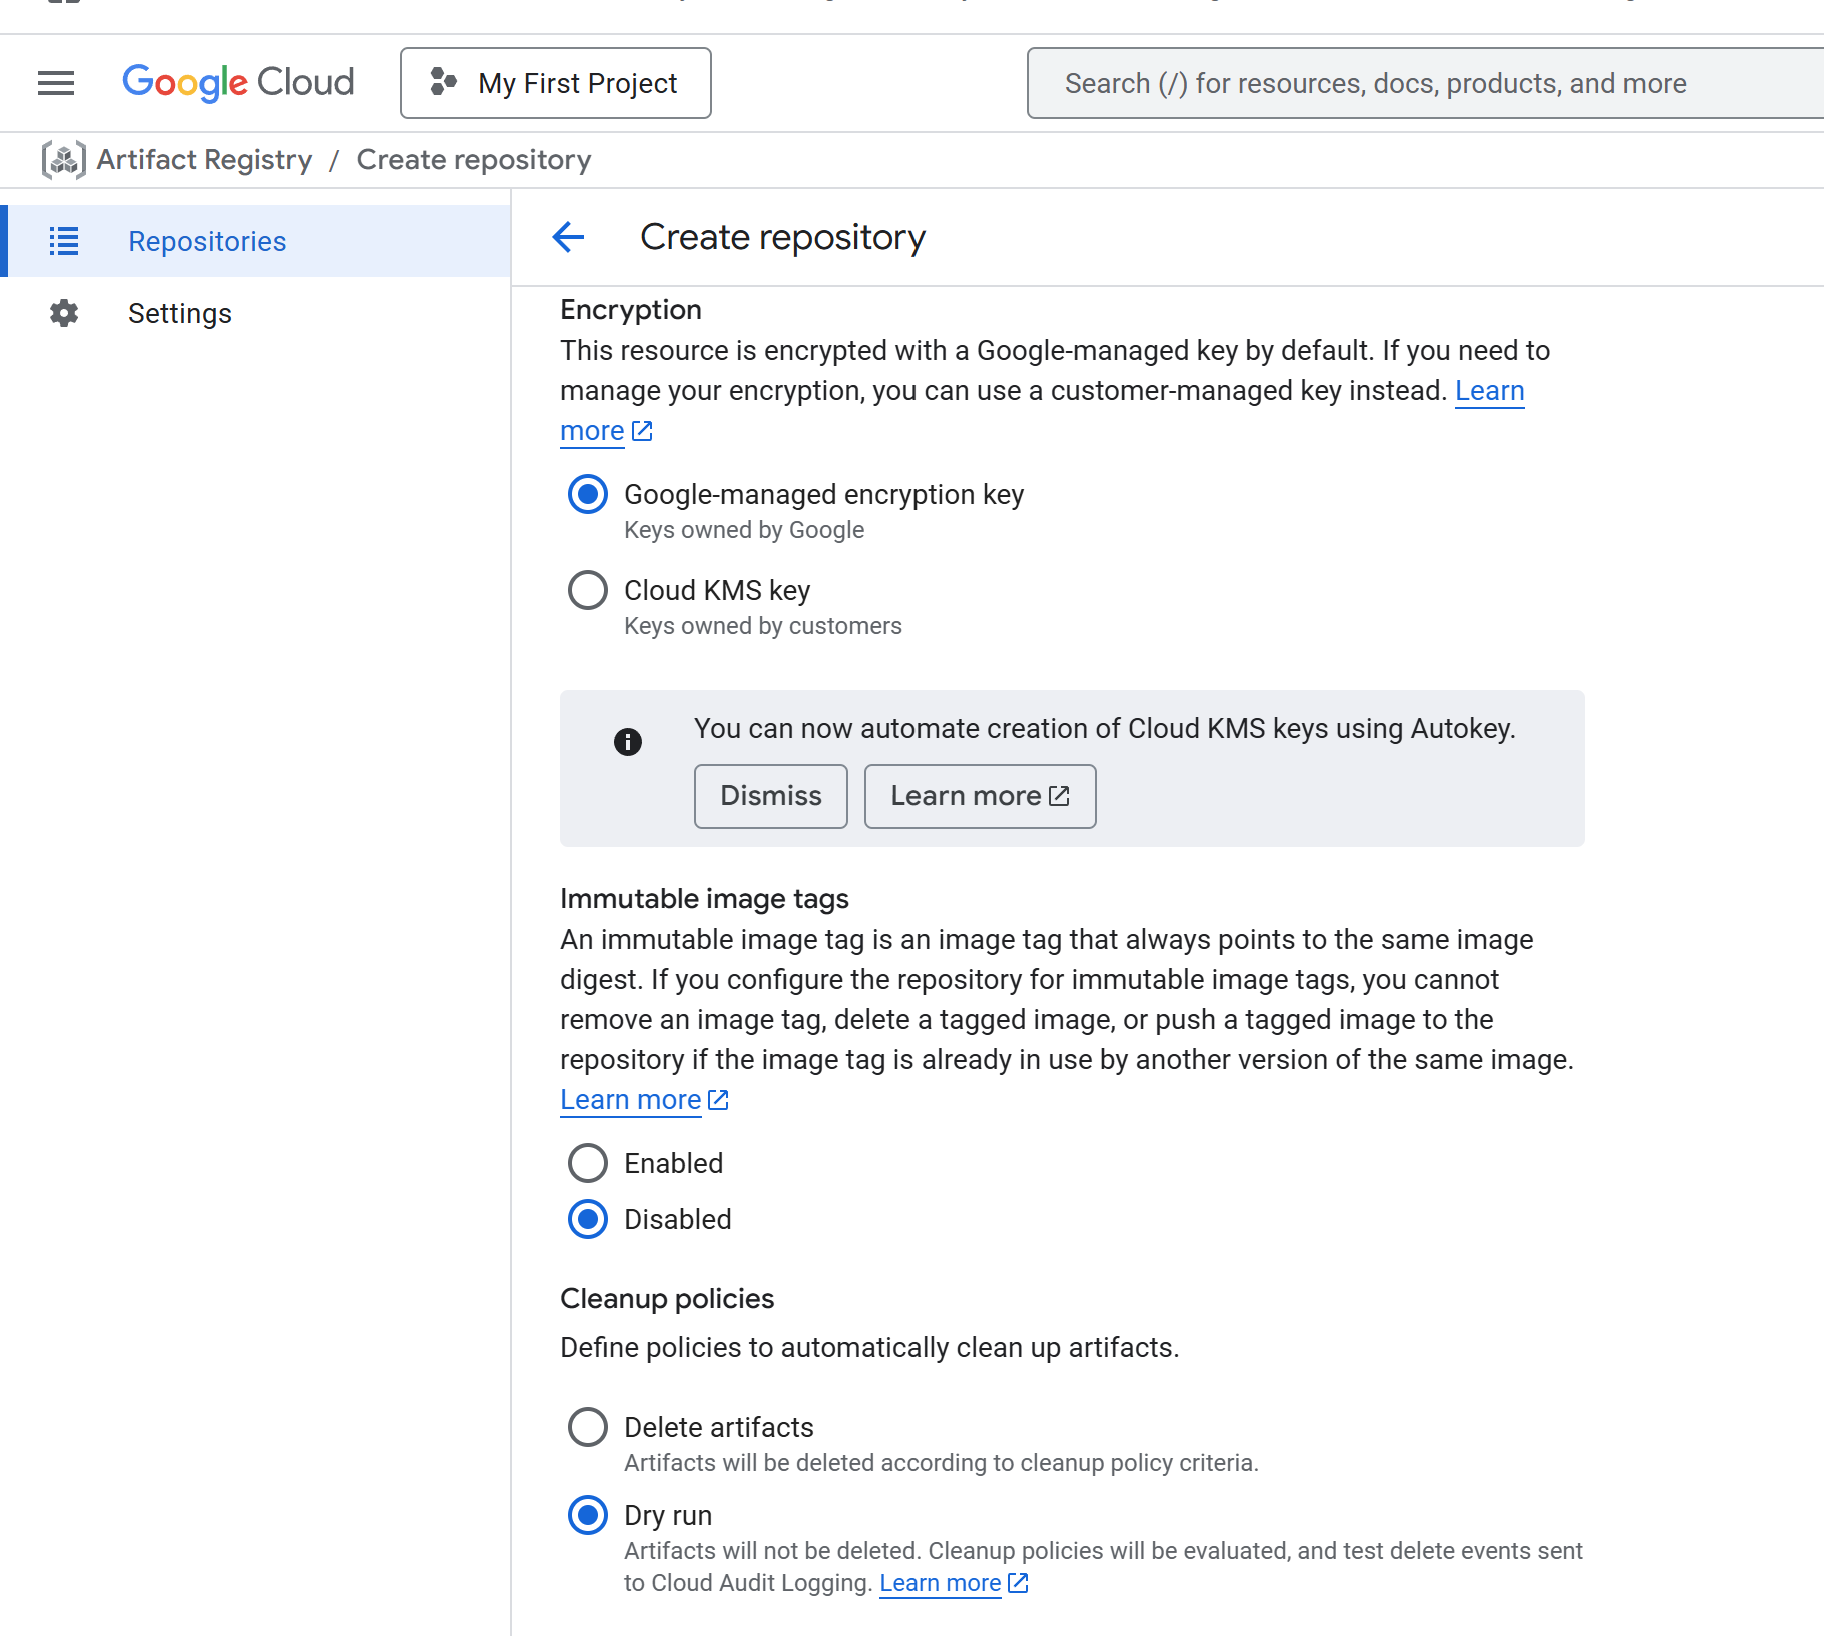 Google Cloud
My First Project
Search (/) for resources, docs, products, and more
Artifact Registry / Create repository
Repositories
Settings
Create repository
Encryption
This resource is encrypted with a Google-managed key by default. If you need to
manage your encryption, you can use a customer-managed key instead. Learn
more
Google-managed encryption key
Keys owned by Google
Cloud KMS key
Keys owned by customers
You can now automate creation of Cloud KMS keys using Autokey.
Dismiss
Learn more
Immutable image tags
An immutable image tag is an image tag that always points to the same image
digest. If you configure the repository for immutable image tags, you cannot
remove an image tag, delete a tagged image, or push a tagged image to the
repository if the image tag is already in use by another version of the same image.
Learn more
Enabled
Disabled
Cleanup policies
Define policies to automatically clean up artifacts.
Delete artifacts
Artifacts will be deleted according to cleanup policy criteria.
Dry run
Artifacts will not be deleted. Cleanup policies will be evaluated, and test delete events sent
to Cloud Audit Logging. Learn more